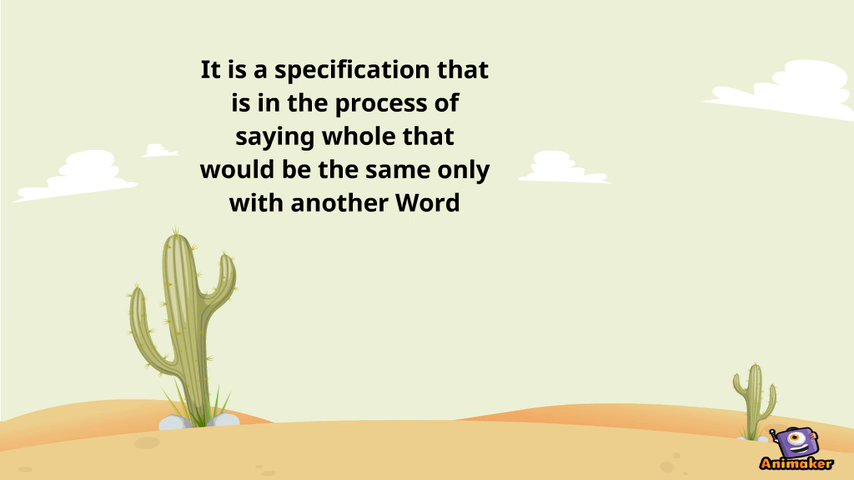 It is a specification that
is in the process of
saying whole that
would be the same only
with another Word
Animaker